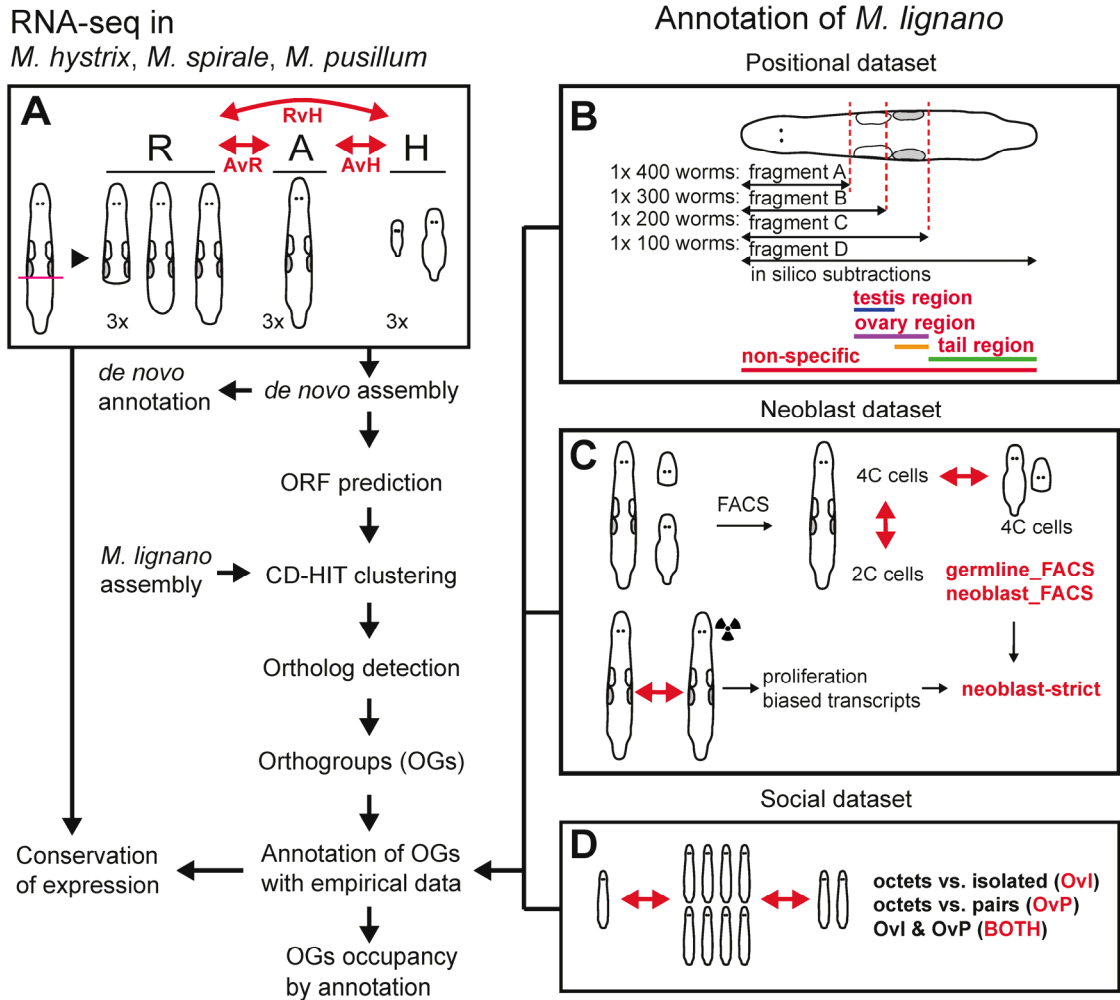 RNA-seq in
M. hystrix, M. spirale, M. pusillum
A
RvH
R
AvR
A
AvH
H
3x
3x
3x
de novo
annotation
de novo assembly
ORF prediction
M. lignano
assembly
CD-HIT clustering
Ortholog detection
Orthogroups (OGs)
Conservation
of expression
Annotation of OGs
with empirical data
OGs occupancy
by annotation
Annotation of M. lignano
Positional dataset
B
1x 400 worms: fragment A
1x 300 worms: fragment B
1x 200 worms: fragment C
1x 100 worms: fragment D
in silico subtractions
testis region
ovary region
tail region
non-specific
Neoblast dataset
C
FACS
4C cells
4C cells
2C cells
germline_FACS
neoblast_FACS
proliferation
biased transcripts
neoblast-strict
Social dataset
D
octets vs. isolated (OvI)
octets vs. pairs (OvP)
OvI & OvP (BOTH)